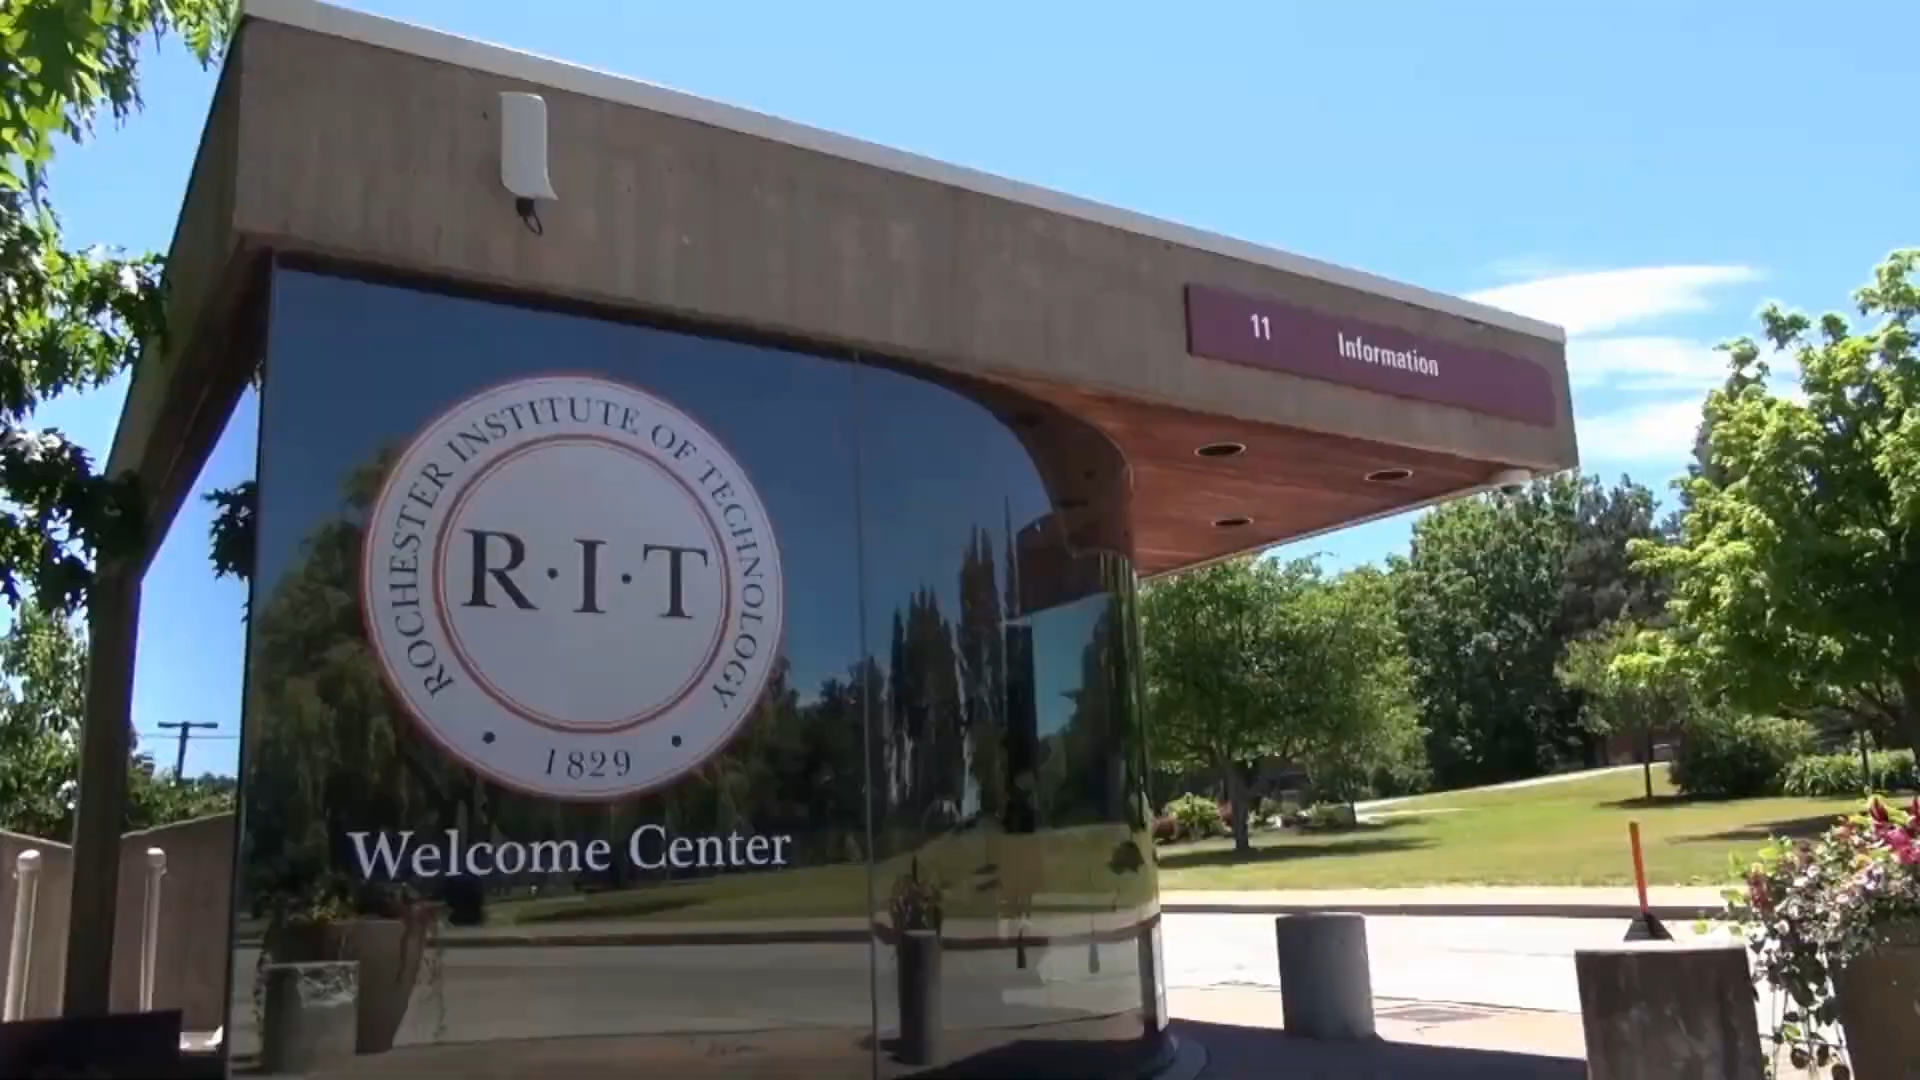 11 Information
ROCHESTER INSTITUTE OF TECHNOLOGY
R·I·T
1829
Welcome Center